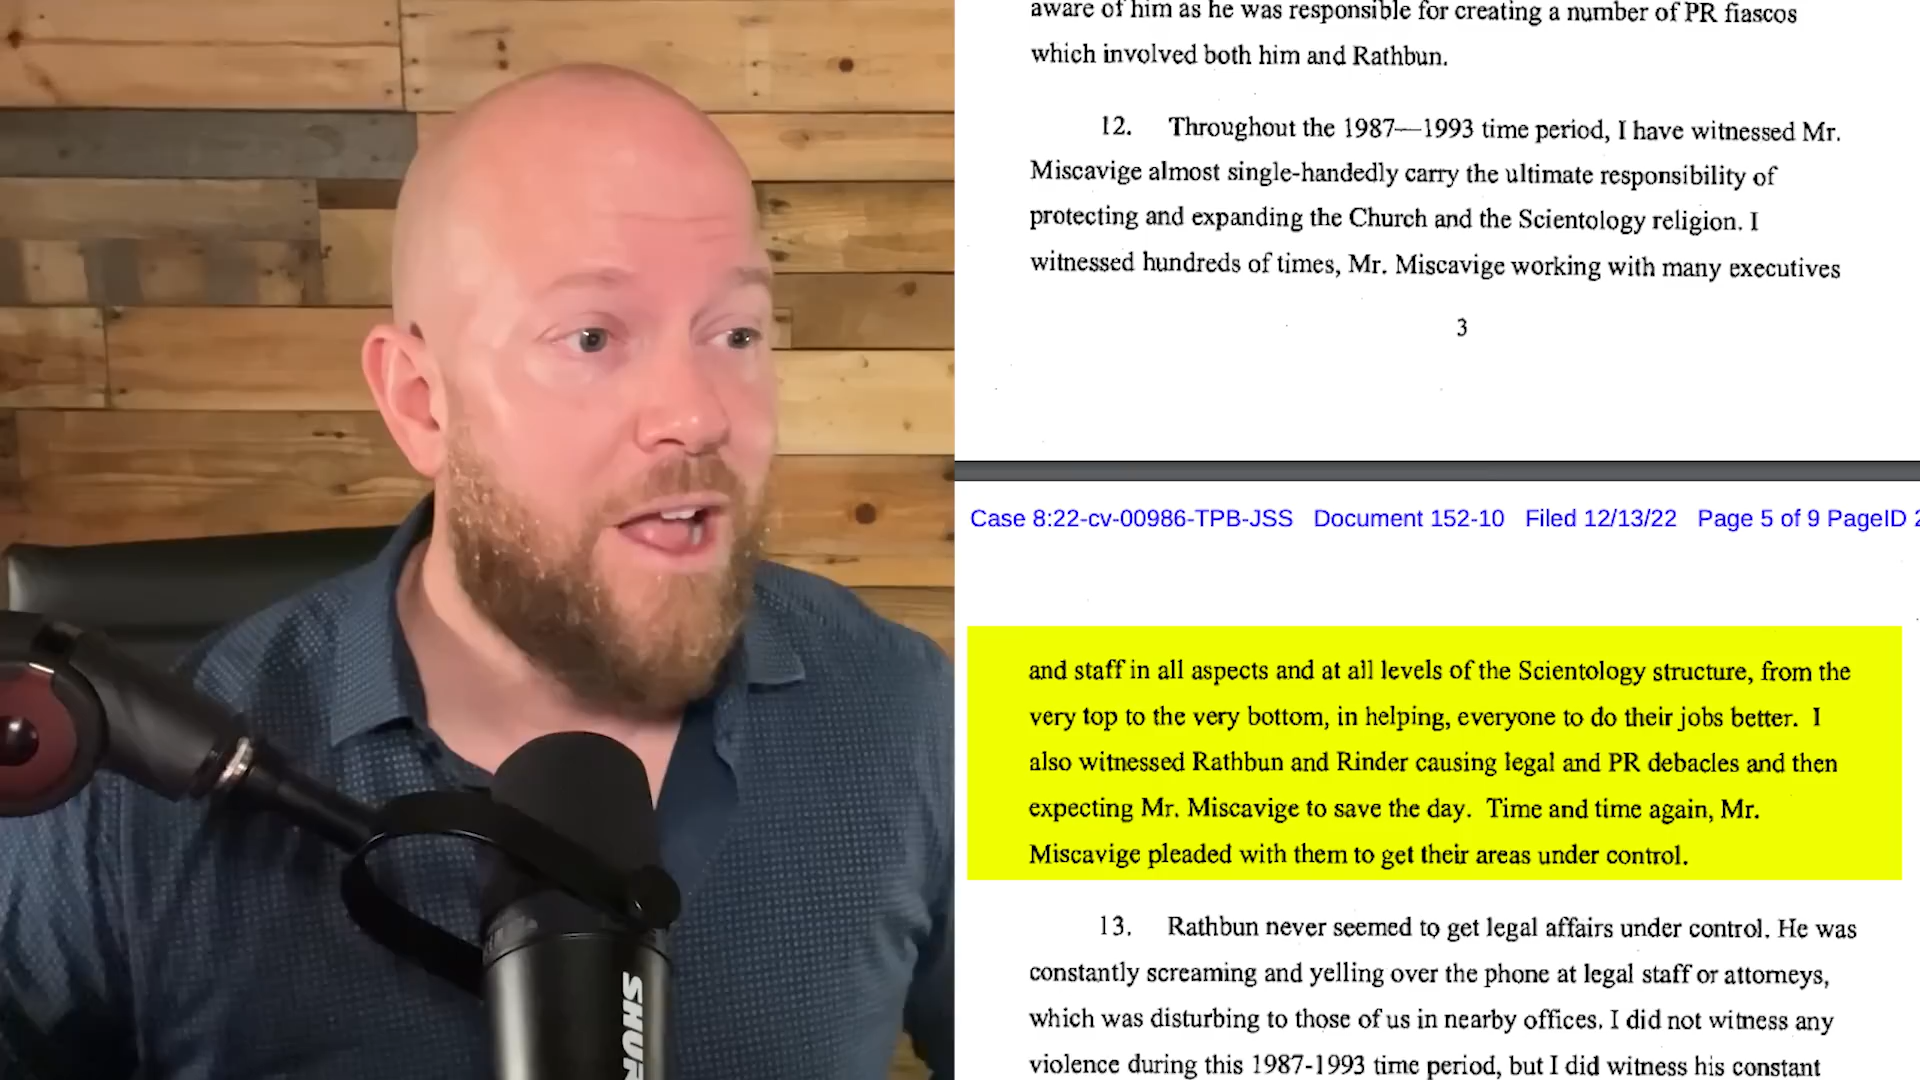 aware of him as he was responsible for creating a number of PR fiascos
which involved both him and Rathbun.
12. Throughout the 1987—1993 time period, I have witnessed Mr.
Miscavige almost single-handedly carry the ultimate responsibility of
protecting and expanding the Church and the Scientology religion. I
witnessed hundreds of times, Mr. Miscavige working with many executives
3
Case 8:22-cv-00986-TPB-JSS Document 152-10 Filed 12/13/22 Page 5 of 9 PageID
and staff in all aspects and at all levels of the Scientology structure, from the
very top to the very bottom, in helping, everyone to do their jobs better. I
also witnessed Rathbun and Rinder causing legal and PR debacles and then
expecting Mr. Miscavige to save the day. Time and time again, Mr.
Miscavige pleaded with them to get their areas under control.
13. Rathbun never seemed to get legal affairs under control. He was
constantly screaming and yelling over the phone at legal staff or attorneys,
which was disturbing to those of us in nearby offices. I did not witness any
violence during this 1987-1993 time period, but I did witness his constant
SHUR